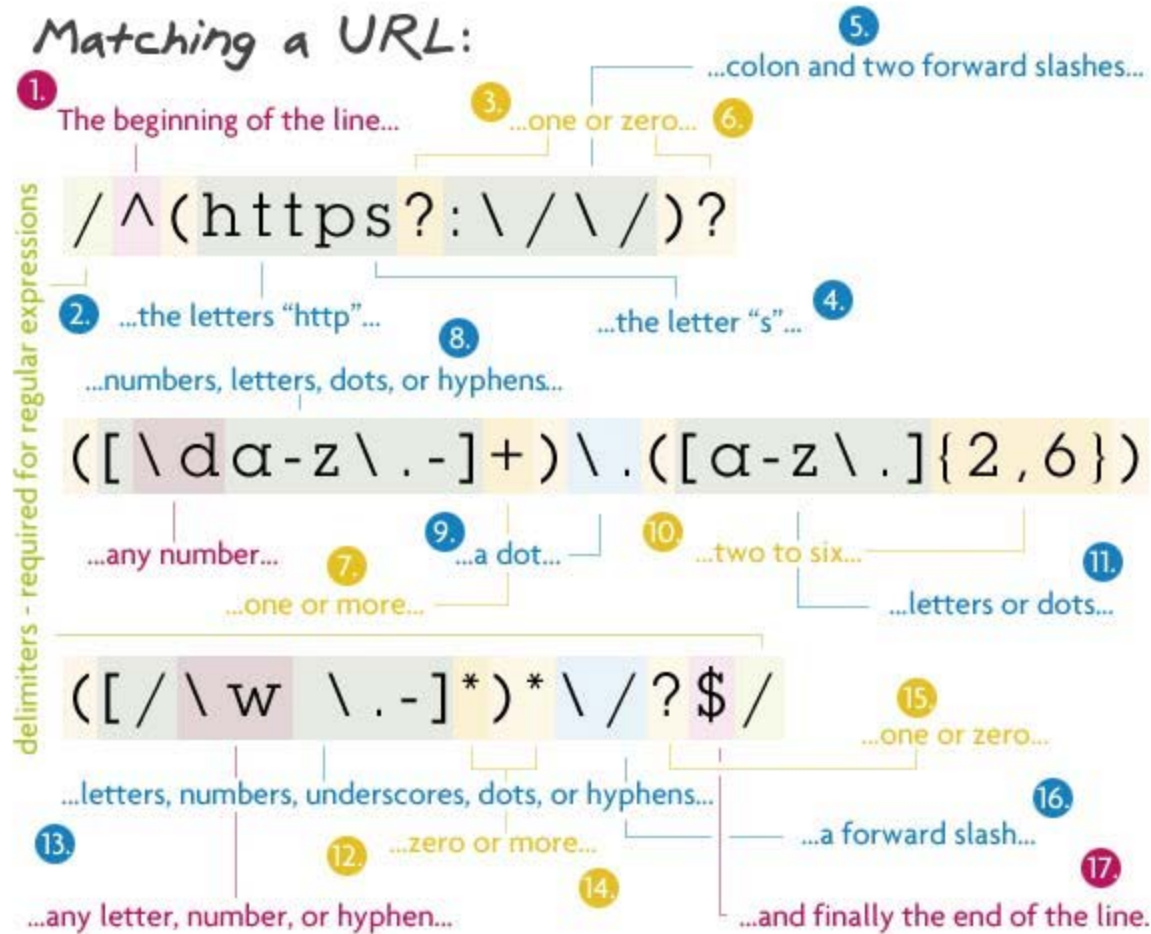 Matching a URL:
5.
...colon and two forward slashes...
1.
The beginning of the line...
3.
...one or zero...
6.
/^(https?:\/\/)?
2.
...the letters “http”...
...the letter “s”...
4.
8.
...numbers, letters, dots, or hyphens...
([\da-z\.-]+)\.([a-z\.]{2,6})
...any number...
9.
...a dot...
10.
...two to six...
11.
7.
...one or more...
...letters or dots...
delimiters - required for regular expressions
([/\w \.-]*)*\/?$/
15.
...one or zero...
...letters, numbers, underscores, dots, or hyphens...
16.
13.
12.
...zero or more...
...a forward slash...
14.
17.
...any letter, number, or hyphen...
...and finally the end of the line.